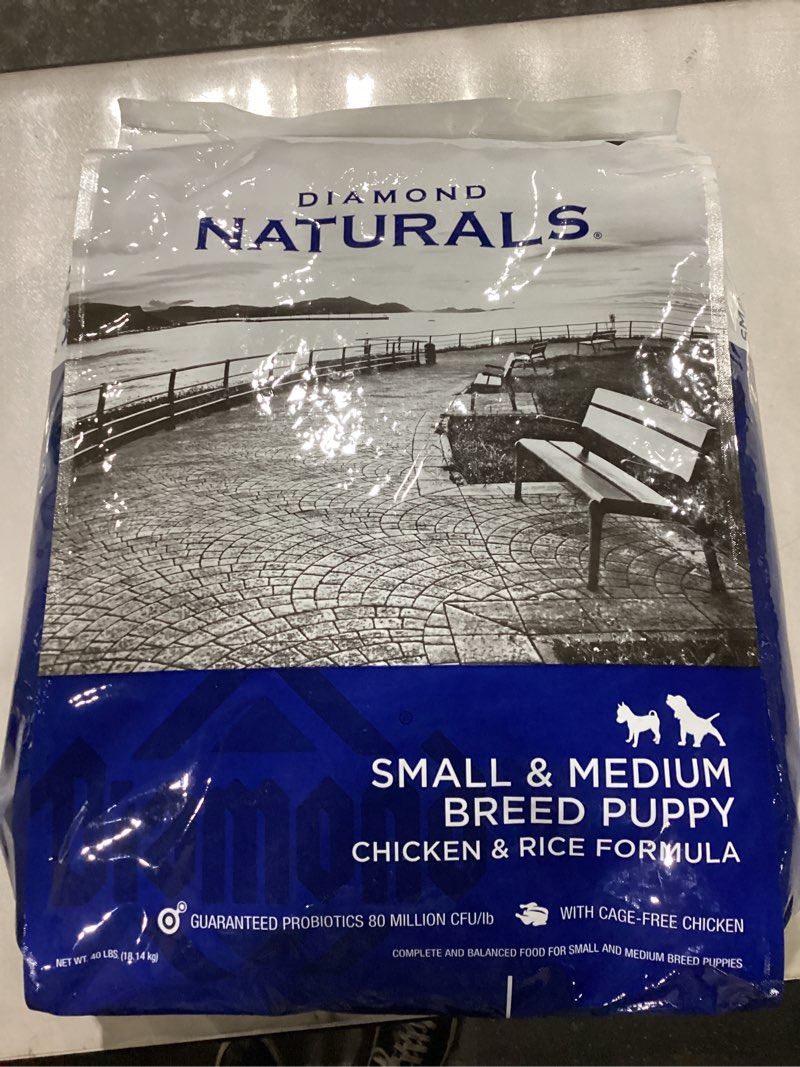 DIAMOND
NATURALS®
SMALL & MEDIUM
BREED PUPPY
CHICKEN & RICE FORMULA
GUARANTEED PROBIOTICS 80 MILLION CFU/lb
WITH CAGE-FREE CHICKEN
NET WT. 40 LBS. (18.14 kg)
COMPLETE AND BALANCED FOOD FOR SMALL AND MEDIUM BREED PUPPIES
Diamond
®